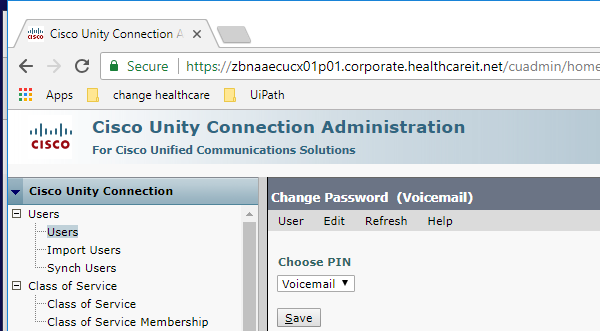 Cisco Unity Connection A
Secure https://zbnaaecucx01p01.corporate.healthcareit.net/cuadmin/home
Apps change healthcare UiPath
CISCO
Cisco Unity Connection Administration
For Cisco Unified Communications Solutions
Cisco Unity Connection
Users
Users
Import Users
Synch Users
Class of Service
Class of Service
Class of Service Membership
Change Password (Voicemail)
User Edit Refresh Help
Choose PIN
Voicemail
Save